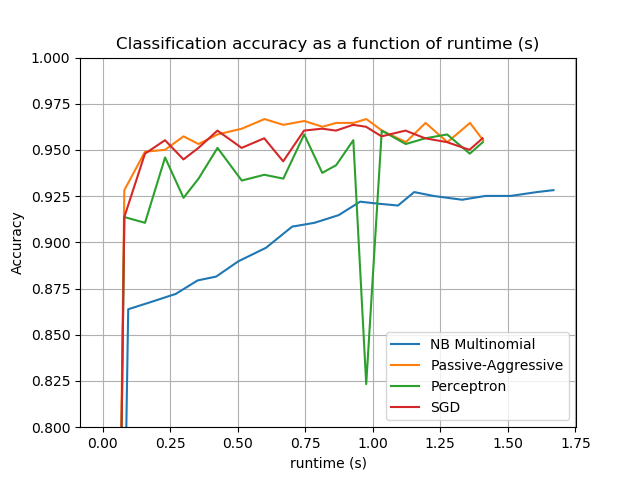 Classification accuracy as a function of runtime (s)
1.000
0.975
0.950
0.925
0.900
0.875
0.850
0.825
0.800
Accuracy
NB Multinomial
Passive-Aggressive
Perceptron
SGD
0.00 0.25 0.50 0.75 1.00 1.25 1.50 1.75
runtime (s)